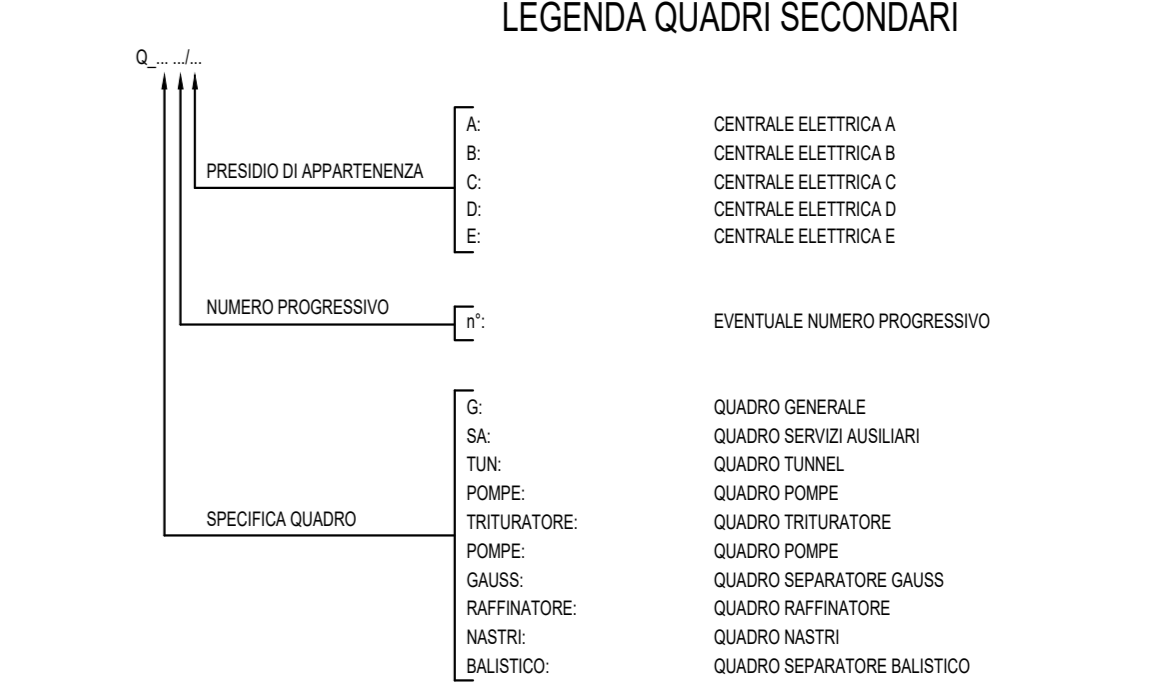 LEGENDA QUADRI SECONDARI
Q_... .../...
PRESIDIO DI APPARTENENZA
A: CENTRALE ELETTRICA A
B: CENTRALE ELETTRICA B
C: CENTRALE ELETTRICA C
D: CENTRALE ELETTRICA D
E: CENTRALE ELETTRICA E
NUMERO PROGRESSIVO
n°: EVENTUALE NUMERO PROGRESSIVO
SPECIFICA QUADRO
G: QUADRO GENERALE
SA: QUADRO SERVIZI AUSILIARI
TUN: QUADRO TUNNEL
POMPE: QUADRO POMPE
TRITURATORE: QUADRO TRITURATORE
POMPE: QUADRO POMPE
GAUSS: QUADRO SEPARATORE GAUSS
RAFFINATORE: QUADRO RAFFINATORE
NASTRI: QUADRO NASTRI
BALISTICO: QUADRO SEPARATORE BALISTICO